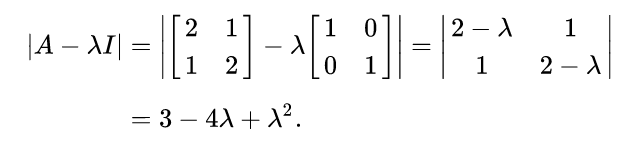 |A − λI| = |[2 1; 1 2] − λ[1 0; 0 1]| = |2 − λ 1; 1 2 − λ|
= 3 − 4λ + λ².